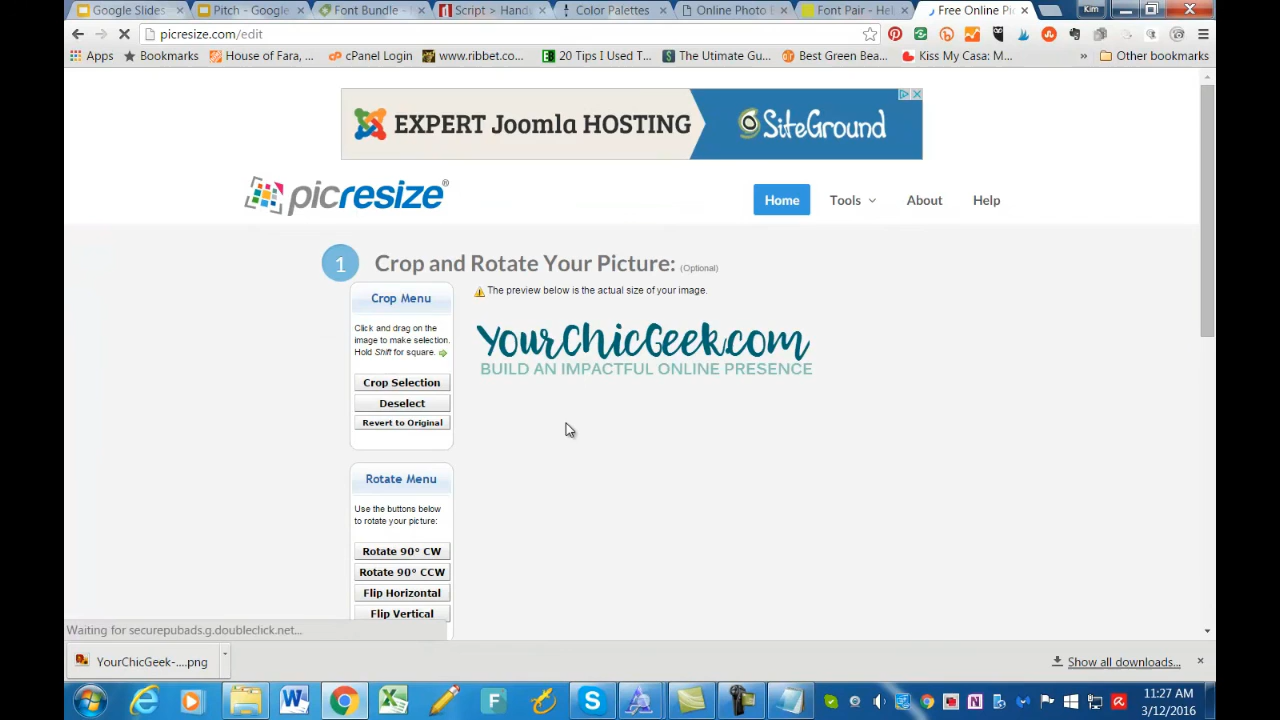 Google Slides
Pitch - Google
Font Bundle -
Script > Hand
Color Palettes
Online Photo
Font Pair - He
Free Online Pi
Kim
picresize.com/edit
Apps
Bookmarks
House of Fara, ...
cPanel Login
www.ribbet.co...
20 Tips I Used T...
The Utimate Gu...
Best Green Bea...
Kiss My Casa: M...
»
Other bookmarks
EXPERT Joomla HOSTING
SiteGround
picresize®
Home
Tools
About
Help
1
Crop and Rotate Your Picture: (Optional)
Crop Menu
Click and drag on the
image to make selection.
Hold Shift for square.
Crop Selection
Deselect
Revert to Original
The preview below is the actual size of your image.
YourChicGeek.com
BUILD AN IMPACTFUL ONLINE PRESENCE
Rotate Menu
Use the buttons below
to rotate your picture:
Rotate 90° CW
Rotate 90° CCW
Flip Horizontal
Flip Vertical
Waiting for securepubads.g.doubleclick.net...
YourChicGeek-....png
Show all downloads...
11:27 AM
3/12/2016